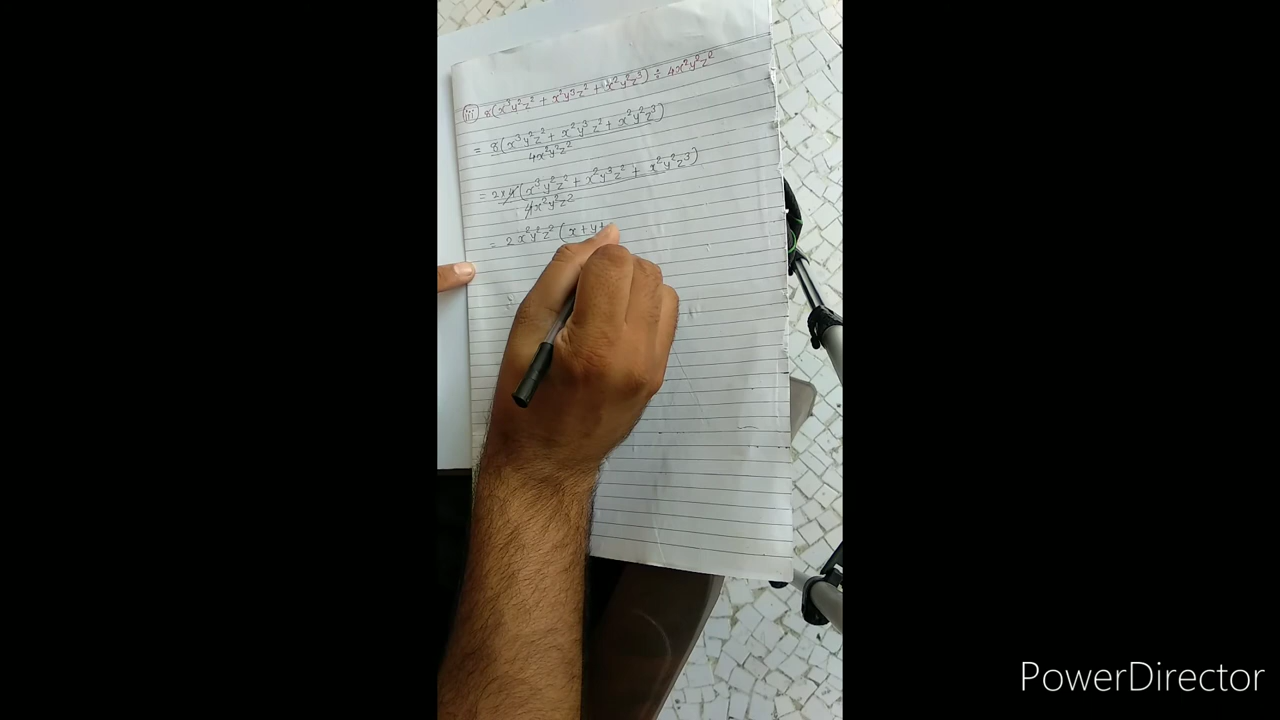 (iii) 8(x³y²z² + x²y³z² + x²y²z³) ÷ 4x²y²z²
= 8(x³y²z² + x²y³z² + x²y²z³)
4x²y²z²
= 2×4(x³y²z² + x²y³z² + x²y²z³)
4x²y²z²
= 2x²y²z²(x+y+
PowerDirector